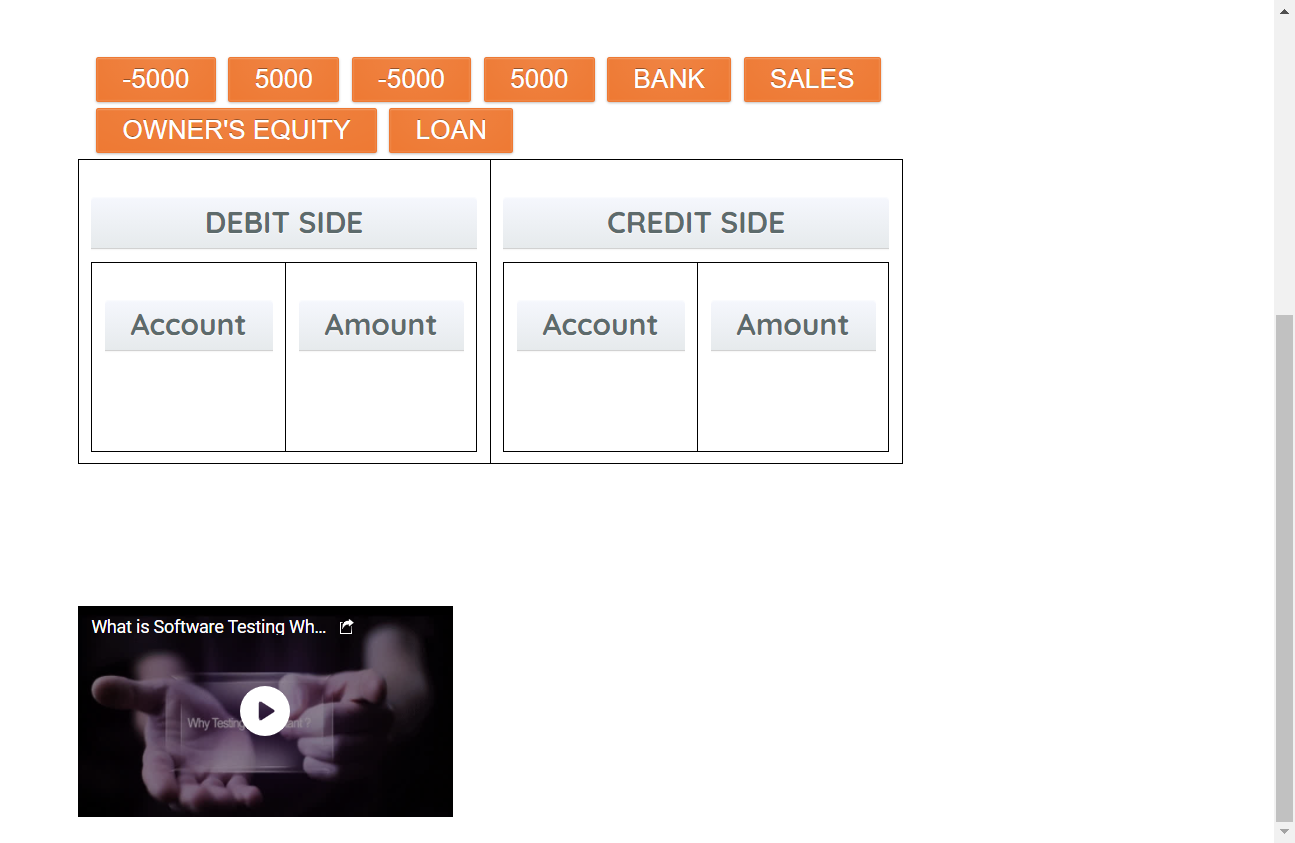 -5000 5000 -5000 5000 BANK SALES
OWNER'S EQUITY LOAN
DEBIT SIDE CREDIT SIDE
Account Amount Account Amount
What is Software Testing Wh...
Why Testing ant ?